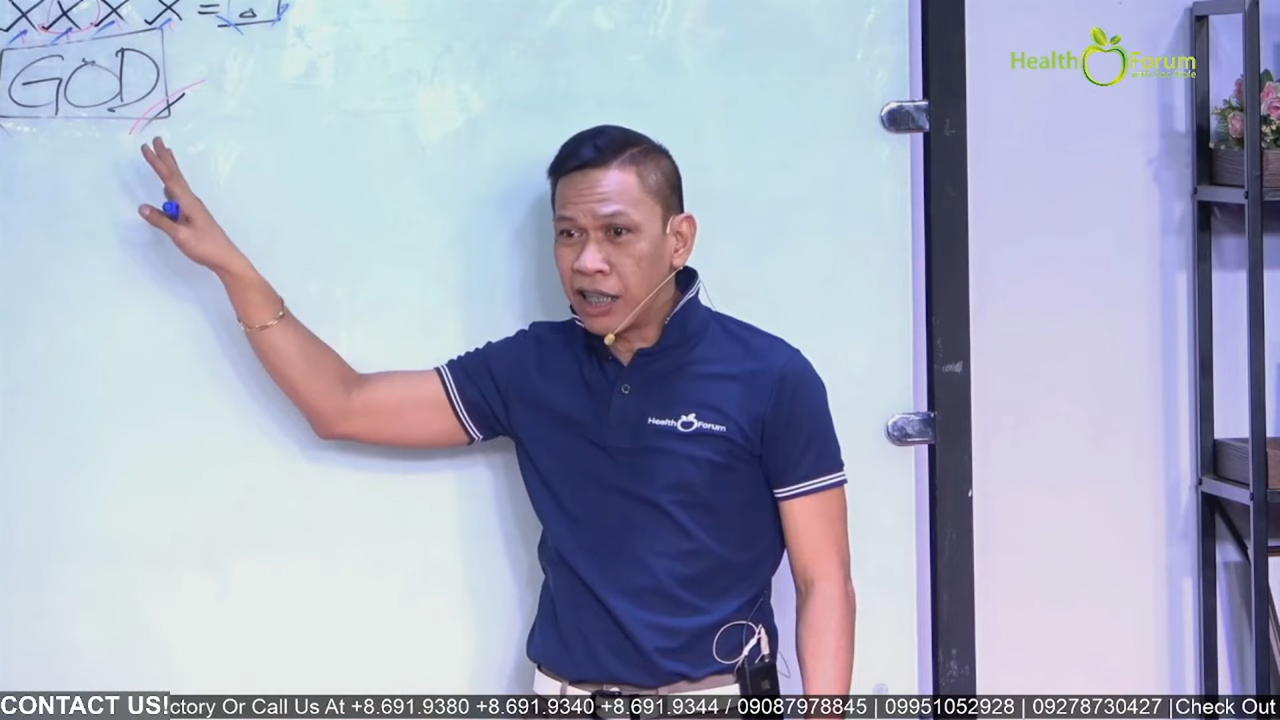 X X X X =
GOD
Health Forum
Health Forum
CONTACT US! ctory Or Call Us At +8.691.9380 +8.691.9340 +8.691.9344 / 09087978845 | 09951052928 | 09278730427 |Check Out